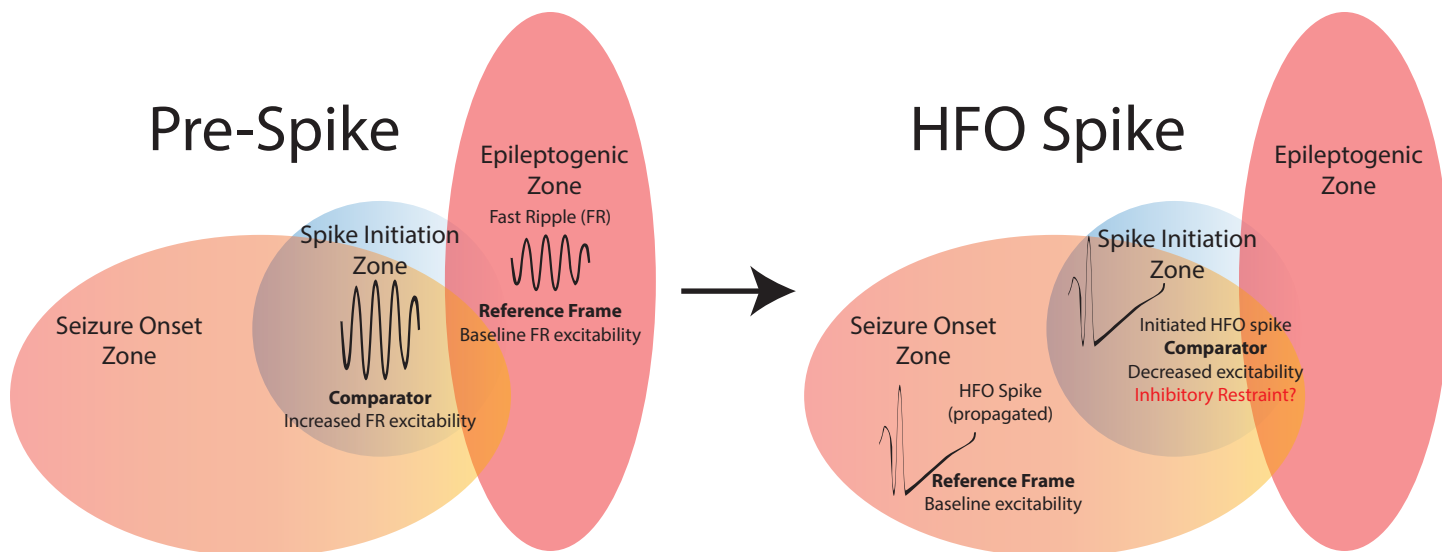 Pre-Spike
Epileptogenic
Zone
Fast Ripple (FR)
Reference Frame
Baseline FR excitability
Spike Initiation
Zone
Seizure Onset
Zone
Comparator
Increased FR excitability
HFO Spike
Epileptogenic
Zone
Spike Initiation
Zone
Initiated HFO spike
Comparator
Decreased excitability
Inhibitory Restraint?
Seizure Onset
Zone
HFO Spike
(propagated)
Reference Frame
Baseline excitability